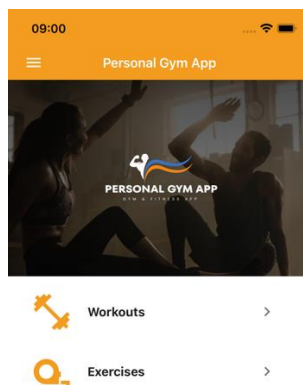 09:00
Personal Gym App
PERSONAL GYM APP
GYM & FITNESS APP
Workouts
Exercises